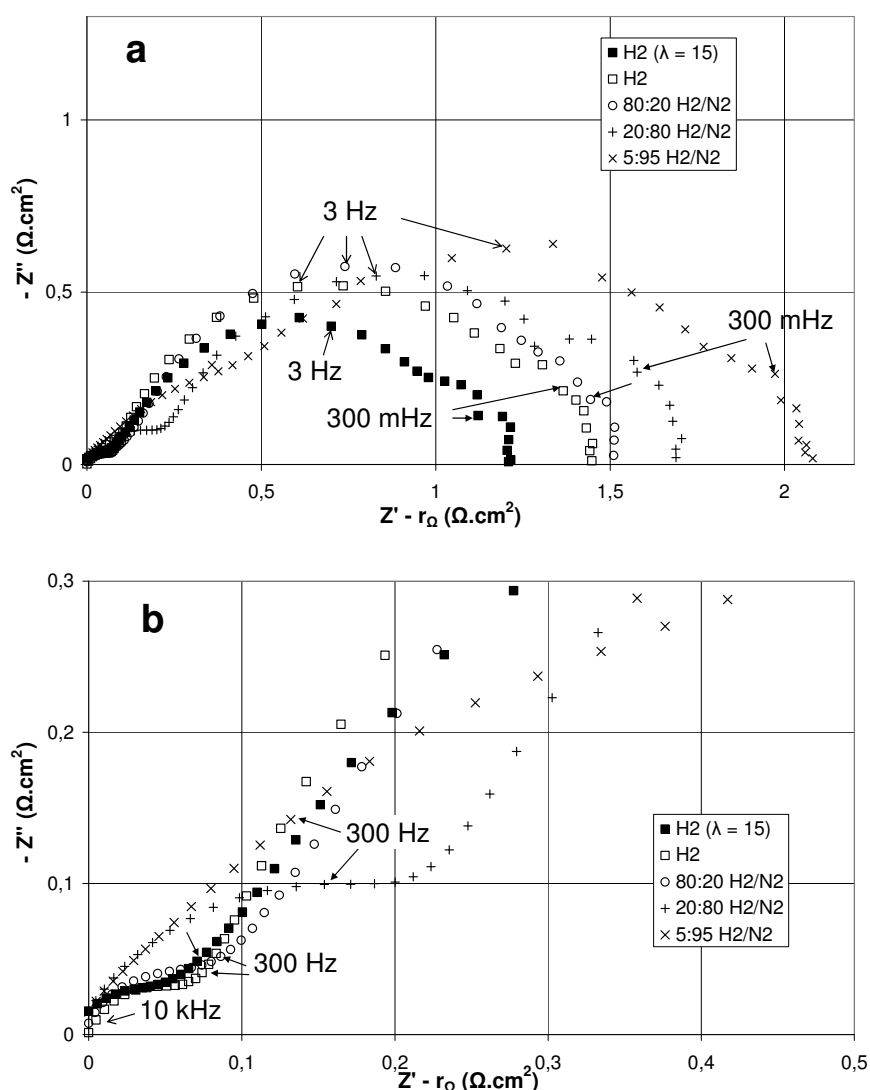 a
H2 (λ = 15)
H2
80:20 H2/N2
20:80 H2/N2
5:95 H2/N2
1
3 Hz
0,5
300 mHz
3 Hz
300 mHz
0
0
0,5
1
1,5
2
Z' - rΩ (Ω.cm²)
- Z'' (Ω.cm²)
0,3
b
0,2
H2 (λ = 15)
H2
80:20 H2/N2
20:80 H2/N2
5:95 H2/N2
300 Hz
0,1
300 Hz
10 kHz
0
0
0,1
0,2
0,3
0,4
0,5
Z' - rΩ (Ω.cm²)
- Z'' (Ω.cm²)